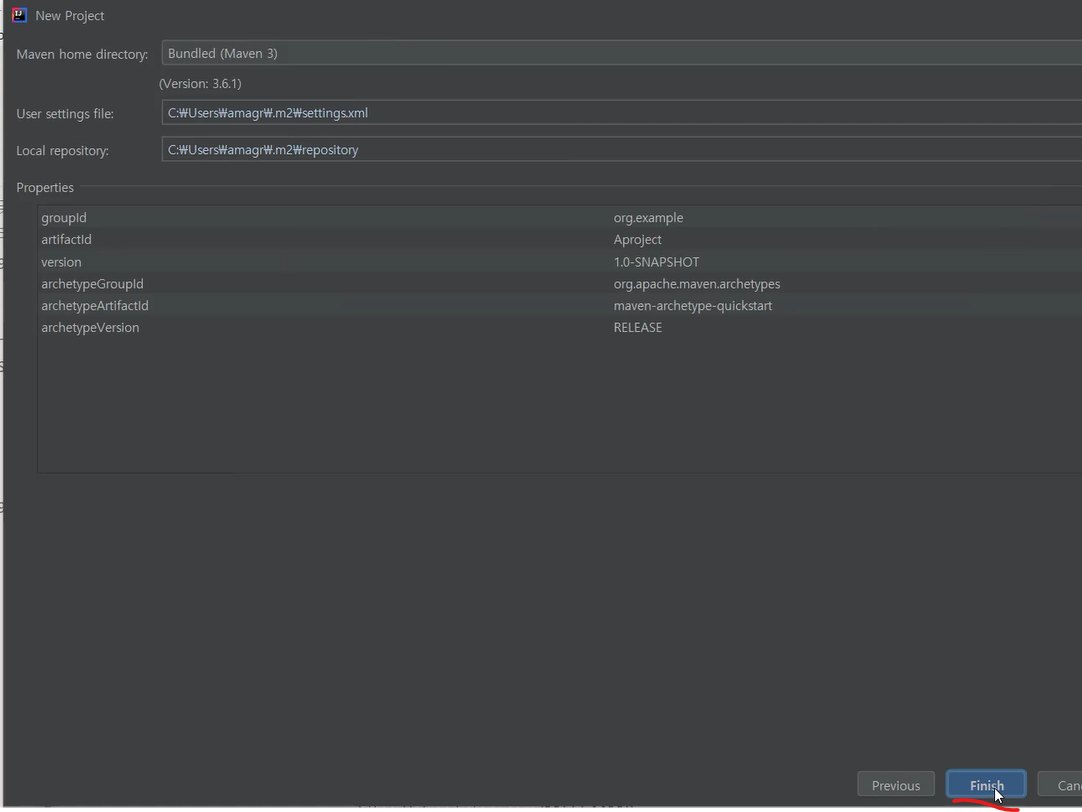 New Project
Maven home directory: Bundled (Maven 3)
(Version: 3.6.1)
User settings file: C:₩Users₩amagr₩.m2₩settings.xml
Local repository: C:₩Users₩amagr₩.m2₩repository
Properties
groupId org.example
artifactId Aproject
version 1.0-SNAPSHOT
archetypeGroupId org.apache.maven.archetypes
archetypeArtifactId maven-archetype-quickstart
archetypeVersion RELEASE
Previous Finish Can